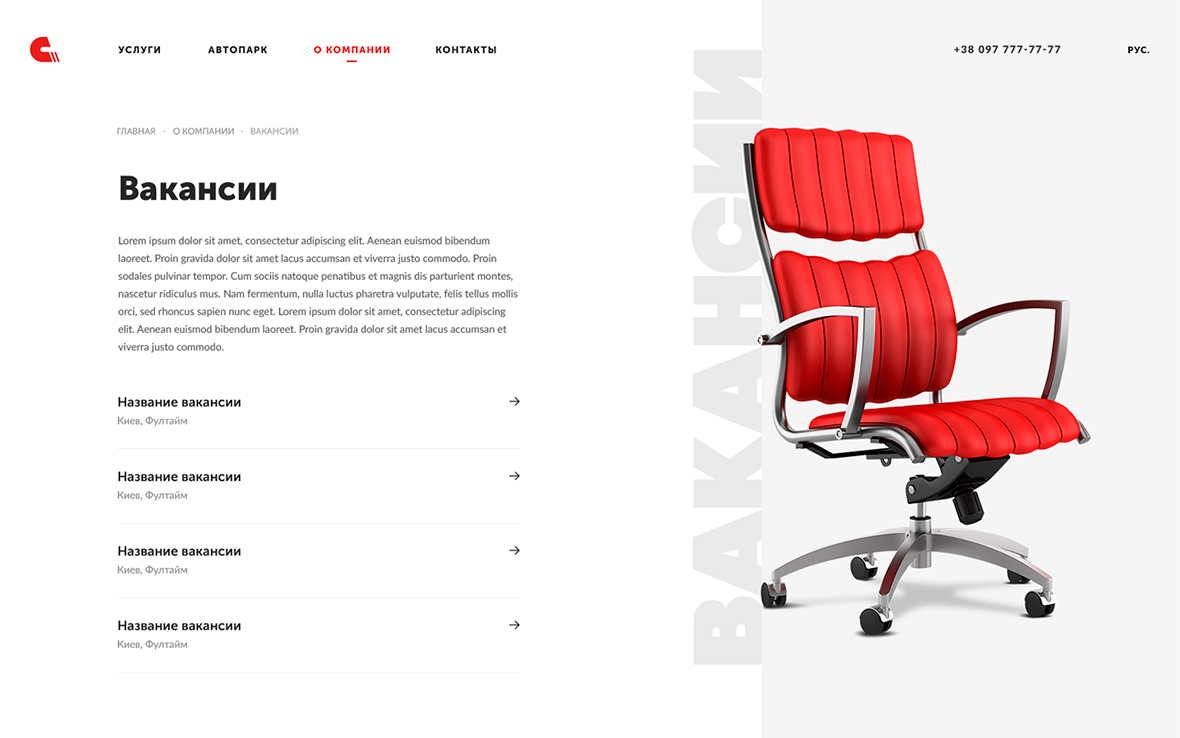 УСЛУГИ
АВТОПАРК
О КОМПАНИИ
КОНТАКТЫ
+38 097 777-77-77
РУС.
ГЛАВНАЯ · О КОМПАНИИ · ВАКАНСИИ
Вакансии
Lorem ipsum dolor sit amet, consectetur adipiscing elit. Aenean euismod bibendum
laoreet. Proin gravida dolor sit amet lacus accumsan et viverra justo commodo. Proin
sodales pulvinar tempor. Cum sociis natoque penatibus et magnis dis parturient montes,
nascetur ridiculus mus. Nam fermentum, nulla luctus pharetra vulputate, felis tellus mollis
orci, sed rhoncus sapien nunc eget. Lorem ipsum dolor sit amet, consectetur adipiscing
elit. Aenean euismod bibendum laoreet. Proin gravida dolor sit amet lacus accumsan et
viverra justo commodo.
Название вакансии
Киев, Фултайм
Название вакансии
Киев, Фултайм
Название вакансии
Киев, Фултайм
Название вакансии
Киев, Фултайм
ВАКАНСИИ